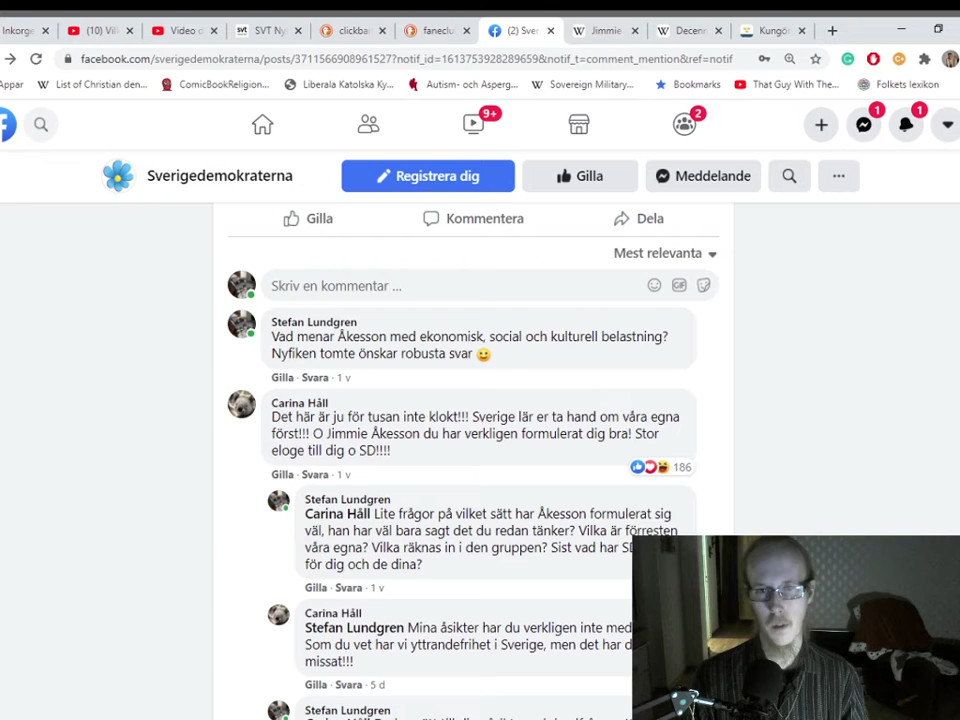 Inkorge
(10) Vil
Video d
svt SVT Ny
clickba
faneclu
(2) Sver
W Jimmie
W Decenn
Kungö
facebook.com/sverigedemokraterna/posts/3711566908961527?notif_id=1613753928289659&notif_t=comment_mention&ref=notif
Appar
List of Christian den...
ComicBookReligion...
Liberala Katolska Ky...
Autism- och Asperg...
Sovereign Military...
Bookmarks
That Guy With The...
Folkets lexikon
9+
2
1
1
Sverigedemokraterna
Registrera dig
Gilla
Meddelande
Gilla
Kommentera
Dela
Mest relevanta
Skriv en kommentar ...
GIF
Stefan Lundgren
Vad menar Åkesson med ekonomisk, social och kulturell belastning?
Nyfiken tomte önskar robusta svar
Gilla · Svara · 1 v
Carina Håll
Det här är ju för tusan inte klokt!!! Sverige lär er ta hand om våra egna
först!!! O Jimmie Åkesson du har verkligen formulerat dig bra! Stor
eloge till dig o SD!!!!
186
Gilla · Svara · 1 v
Stefan Lundgren
Carina Håll Lite frågor på vilket sätt har Åkesson formulerat sig
väl, han har väl bara sagt det du redan tänker? Vilka är förresten
våra egna? Vilka räknas in i den gruppen? Sist vad har SD
för dig och de dina?
Gilla · Svara · 1 v
Carina Håll
Stefan Lundgren Mina åsikter har du verkligen inte med
Som du vet har vi yttrandefrihet i Sverige, men det har d
missat!!!
Gilla · Svara · 5 d
Stefan Lundgren